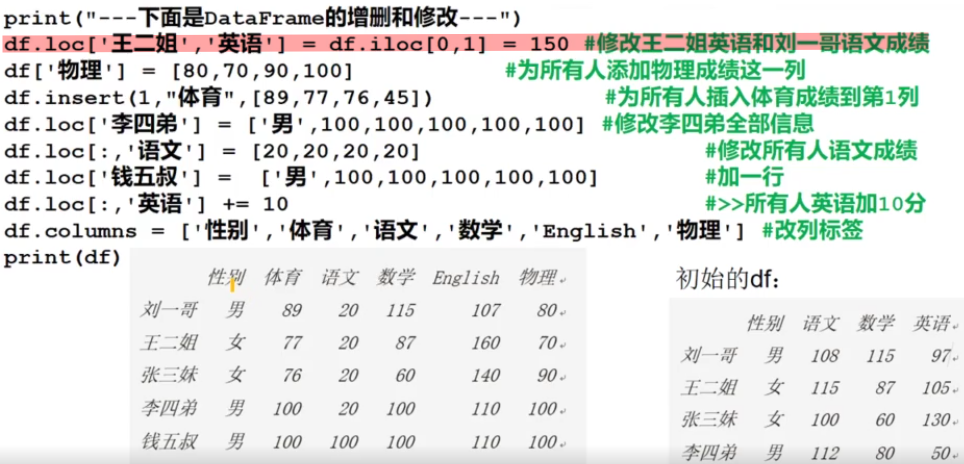 print("---下面是DataFrame的增删和修改---")
df.loc['王二姐','英语'] = df.iloc[0,1] = 150 #修改王二姐英语和刘一哥语文成绩
df['物理'] = [80,70,90,100] #为所有人添加物理成绩这一列
df.insert(1,"体育",[89,77,76,45]) #为所有人插入体育成绩到第1列
df.loc['李四弟'] = ['男',100,100,100,100,100] #修改李四弟全部信息
df.loc[:,'语文'] = [20,20,20,20] #修改所有人语文成绩
df.loc['钱五叔'] = ['男',100,100,100,100,100] #加一行
df.loc[:,'英语'] += 10 #>>所有人英语加10分
df.columns = ['性别','体育','语文','数学','English','物理'] #改列标签
print(df)
性别 体育 语文 数学 English 物理
刘一哥 男 89 20 115 107 80
王二姐 女 77 20 87 160 70
张三妹 女 76 20 60 140 90
李四弟 男 100 20 100 110 100
钱五叔 男 100 100 100 110 100
初始的df:
性别 语文 数学 英语
刘一哥 男 108 115 97
王二姐 女 115 87 105
张三妹 女 100 60 130
李四弟 男 112 80 50